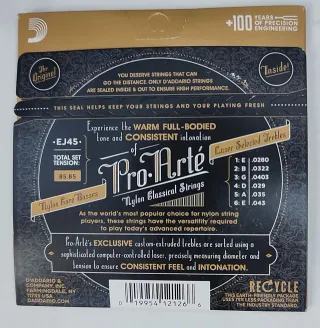 +100 YEARS OF PRECISION ENGINEERING
The Original
Inside!
YOU DESERVE STRINGS THAT CAN
GO THE DISTANCE. ONLY D'ADDARIO STRINGS
ARE SEALED INSIDE & OUT TO ENSURE HIGH PERFORMANCE.
THIS SEAL HELPS KEEP YOUR STRINGS AND YOUR PLAYING FRESH
Experience the WARM FULL-BODIED
tone and CONSISTENT intonation
of
•EJ45•
TOTAL SET
TENSION:
85.85
Pro·Arté
Nylon Classical Strings
Nylon Core Basses
Laser Selected Trebles
1: E .0280
2: B .0322
3: G .0403
4: D .029
5: A .035
6: E .043
As the world's most popular choice for nylon string
players, these strings have the versatility required
to play today's advanced repertoire.
Pro-Arté's EXCLUSIVE custom-extruded trebles are sorted using a
sophisticated computer-controlled laser, precisely measuring diameter and
tension to ensure CONSISTENT FEEL and INTONATION.
D'ADDARIO &
COMPANY, INC.
FARMINGDALE, NY
11735 USA
DADDARIO.COM
0 19954 12126 6
RECYCLE
THIS EARTH-FRIENDLY PACKAGE
USES 75% LESS PACKAGING THAN
THE INDUSTRY STANDARD.